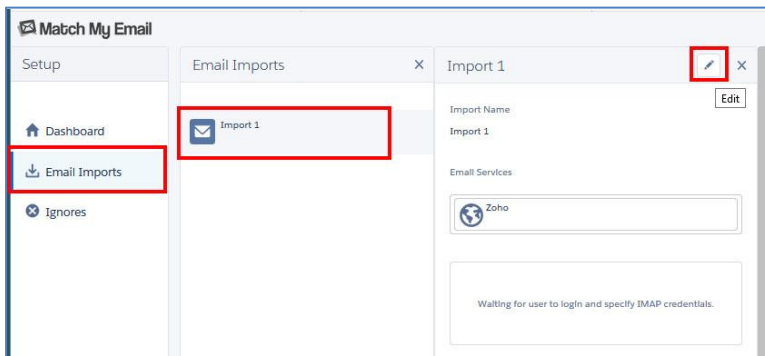 Match My Email
Setup
Dashboard
Email Imports
Ignores
Email Imports
Import 1
Import 1
Edit
Import Name
Import 1
Email Services
Zoho
Waiting for user to login and specify IMAP credentials.